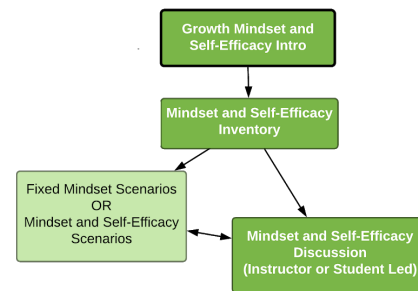 Growth Mindset and
Self-Efficacy Intro
Mindset and Self-Efficacy
Inventory
Fixed Mindset Scenarios
OR
Mindset and Self-Efficacy
Scenarios
Mindset and Self-Efficacy
Discussion
(Instructor or Student Led)